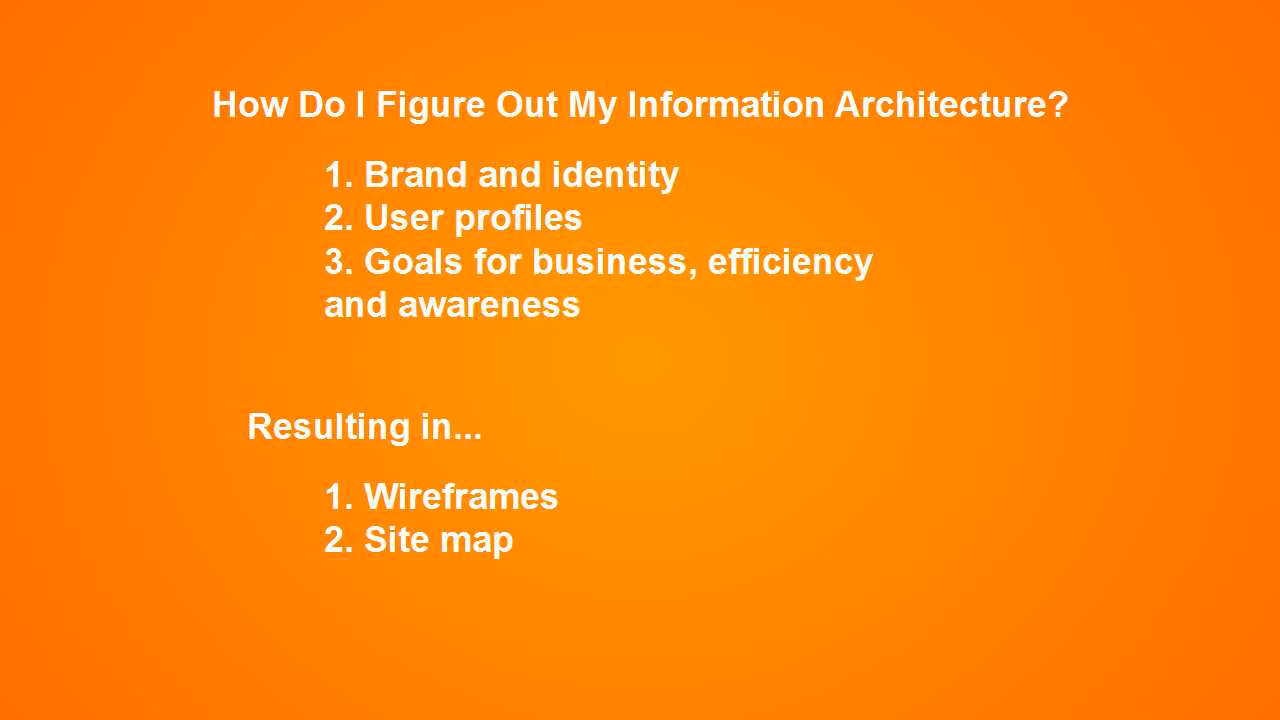 How Do I Figure Out My Information Architecture?
1. Brand and identity
2. User profiles
3. Goals for business, efficiency
and awareness
Resulting in...
1. Wireframes
2. Site map